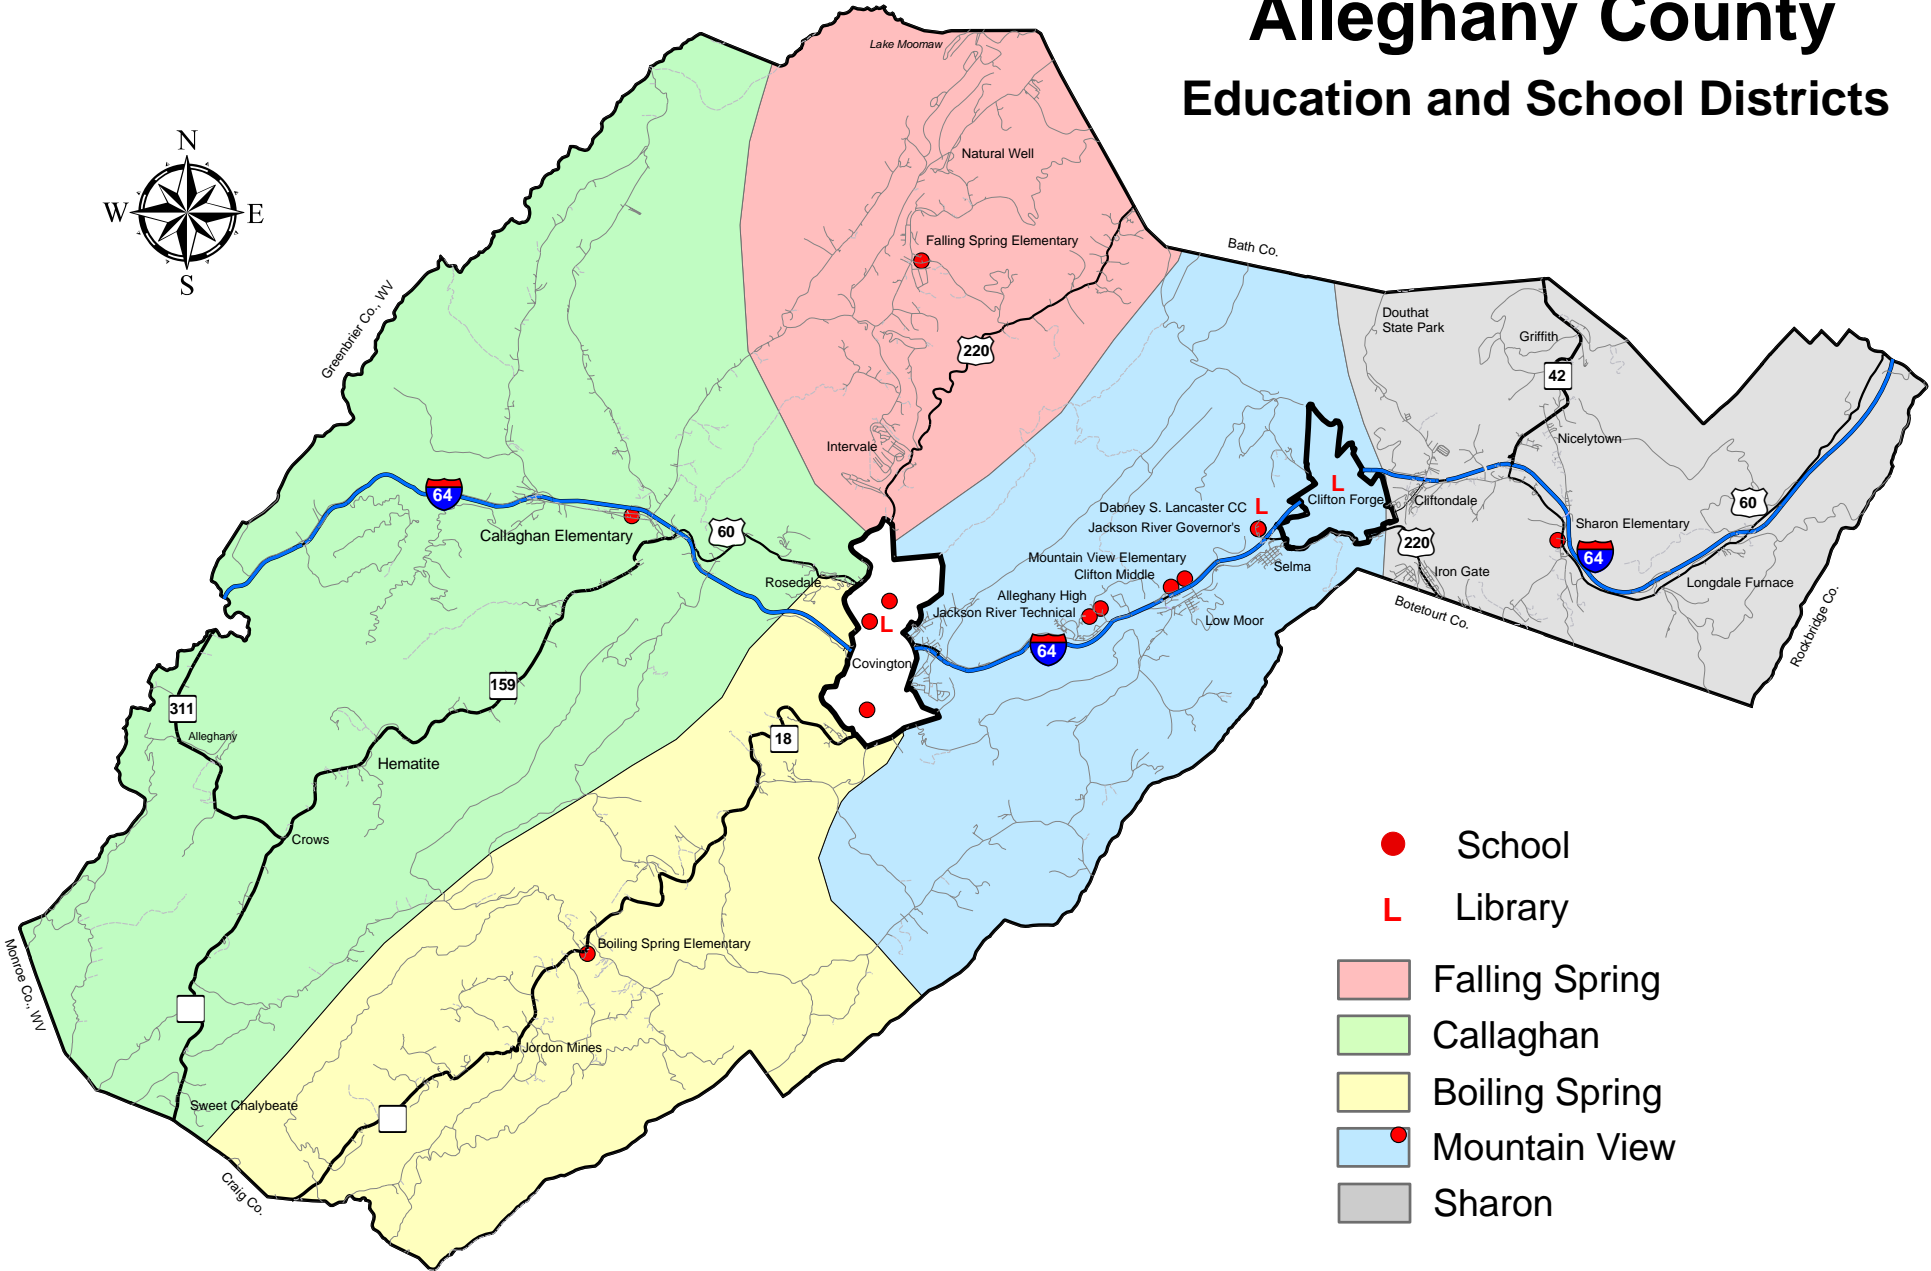 Alleghany County
Education and School Districts
N
W
E
S
Lake Moomaw
Natural Well
Falling Spring Elementary
Bath Co.
Greenbrier Co., WV
Douthat
State Park
Griffith
220
42
Intervale
Nicelytown
64
L
Clifton Forge
Cliftondale
60
Dabney S. Lancaster CC
L
Jackson River Governor's
Sharon Elementary
Callaghan Elementary
60
220
64
Mountain View Elementary
Selma
Clifton Middle
Iron Gate
Longdale Furnace
Rosedale
Alleghany High
Jackson River Technical
Botetourt Co.
Low Moor
L
Rockbridge Co.
64
Covington
159
311
Alleghany
18
Hematite
Crows
School
L
Library
Boiling Spring Elementary
Monroe Co., WV
Falling Spring
Callaghan
Jordon Mines
Boiling Spring
Sweet Chalybeate
Mountain View
Craig Co.
Sharon